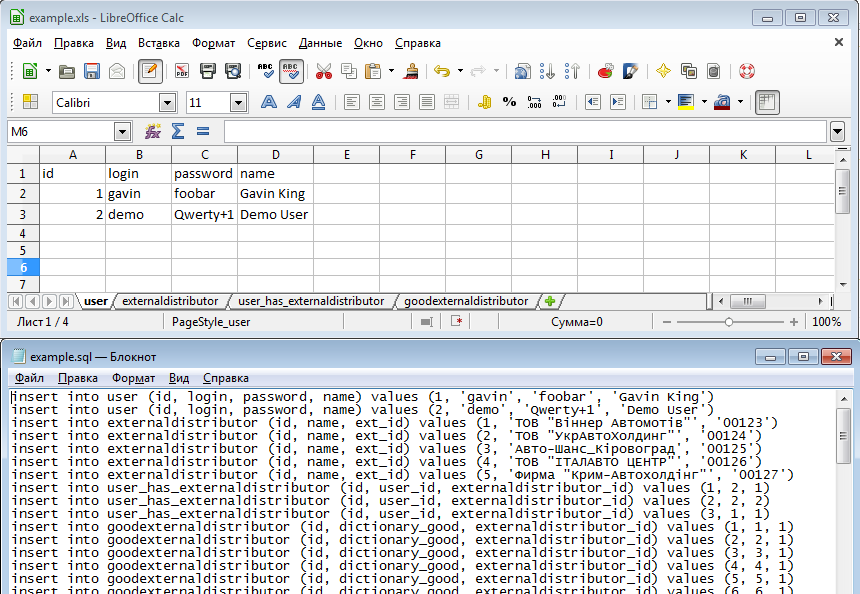 example.xls - LibreOffice Calc
Файл Правка Вид Вставка Формат Сервис Данные Окно Справка
ABC ABC
Calibri 11 A A A % .000 .000
M6 fx Σ =
A B C D E F G H I J K L
1 id login password name
2 1 gavin foobar Gavin King
3 2 demo Qwerty+1 Demo User
4
5
6
7
user externaldistributor user_has_externaldistributor goodexternaldistributor
Лист1 / 4 PageStyle_user Сумма=0 100%
example.sql — Блокнот
Файл Правка Формат Вид Справка
insert into user (id, login, password, name) values (1, 'gavin', 'foobar', 'Gavin King')
insert into user (id, login, password, name) values (2, 'demo', 'Qwerty+1', 'Demo User')
insert into externaldistributor (id, name, ext_id) values (1, 'ТОВ "Віннер Автомотів"', '00123')
insert into externaldistributor (id, name, ext_id) values (2, 'ТОВ "УкрАвтоХолдинг"', '00124')
insert into externaldistributor (id, name, ext_id) values (3, 'Авто-Шанс_Кіровоград', '00125')
insert into externaldistributor (id, name, ext_id) values (4, 'ТОВ "ІТАЛАВТО ЦЕНТР"', '00126')
insert into externaldistributor (id, name, ext_id) values (5, 'Фирма "Крим-Автохолдінг"', '00127')
insert into user_has_externaldistributor (id, user_id, externaldistributor_id) values (1, 2, 1)
insert into user_has_externaldistributor (id, user_id, externaldistributor_id) values (2, 2, 2)
insert into user_has_externaldistributor (id, user_id, externaldistributor_id) values (3, 1, 1)
insert into goodexternaldistributor (id, dictionary_good, externaldistributor_id) values (1, 1, 1)
insert into goodexternaldistributor (id, dictionary_good, externaldistributor_id) values (2, 2, 1)
insert into goodexternaldistributor (id, dictionary_good, externaldistributor_id) values (3, 3, 1)
insert into goodexternaldistributor (id, dictionary_good, externaldistributor_id) values (4, 4, 1)
insert into goodexternaldistributor (id, dictionary_good, externaldistributor_id) values (5, 5, 1)
insert into goodexternaldistributor (id, dictionary_good, externaldistributor_id) values (6, 6, 1)